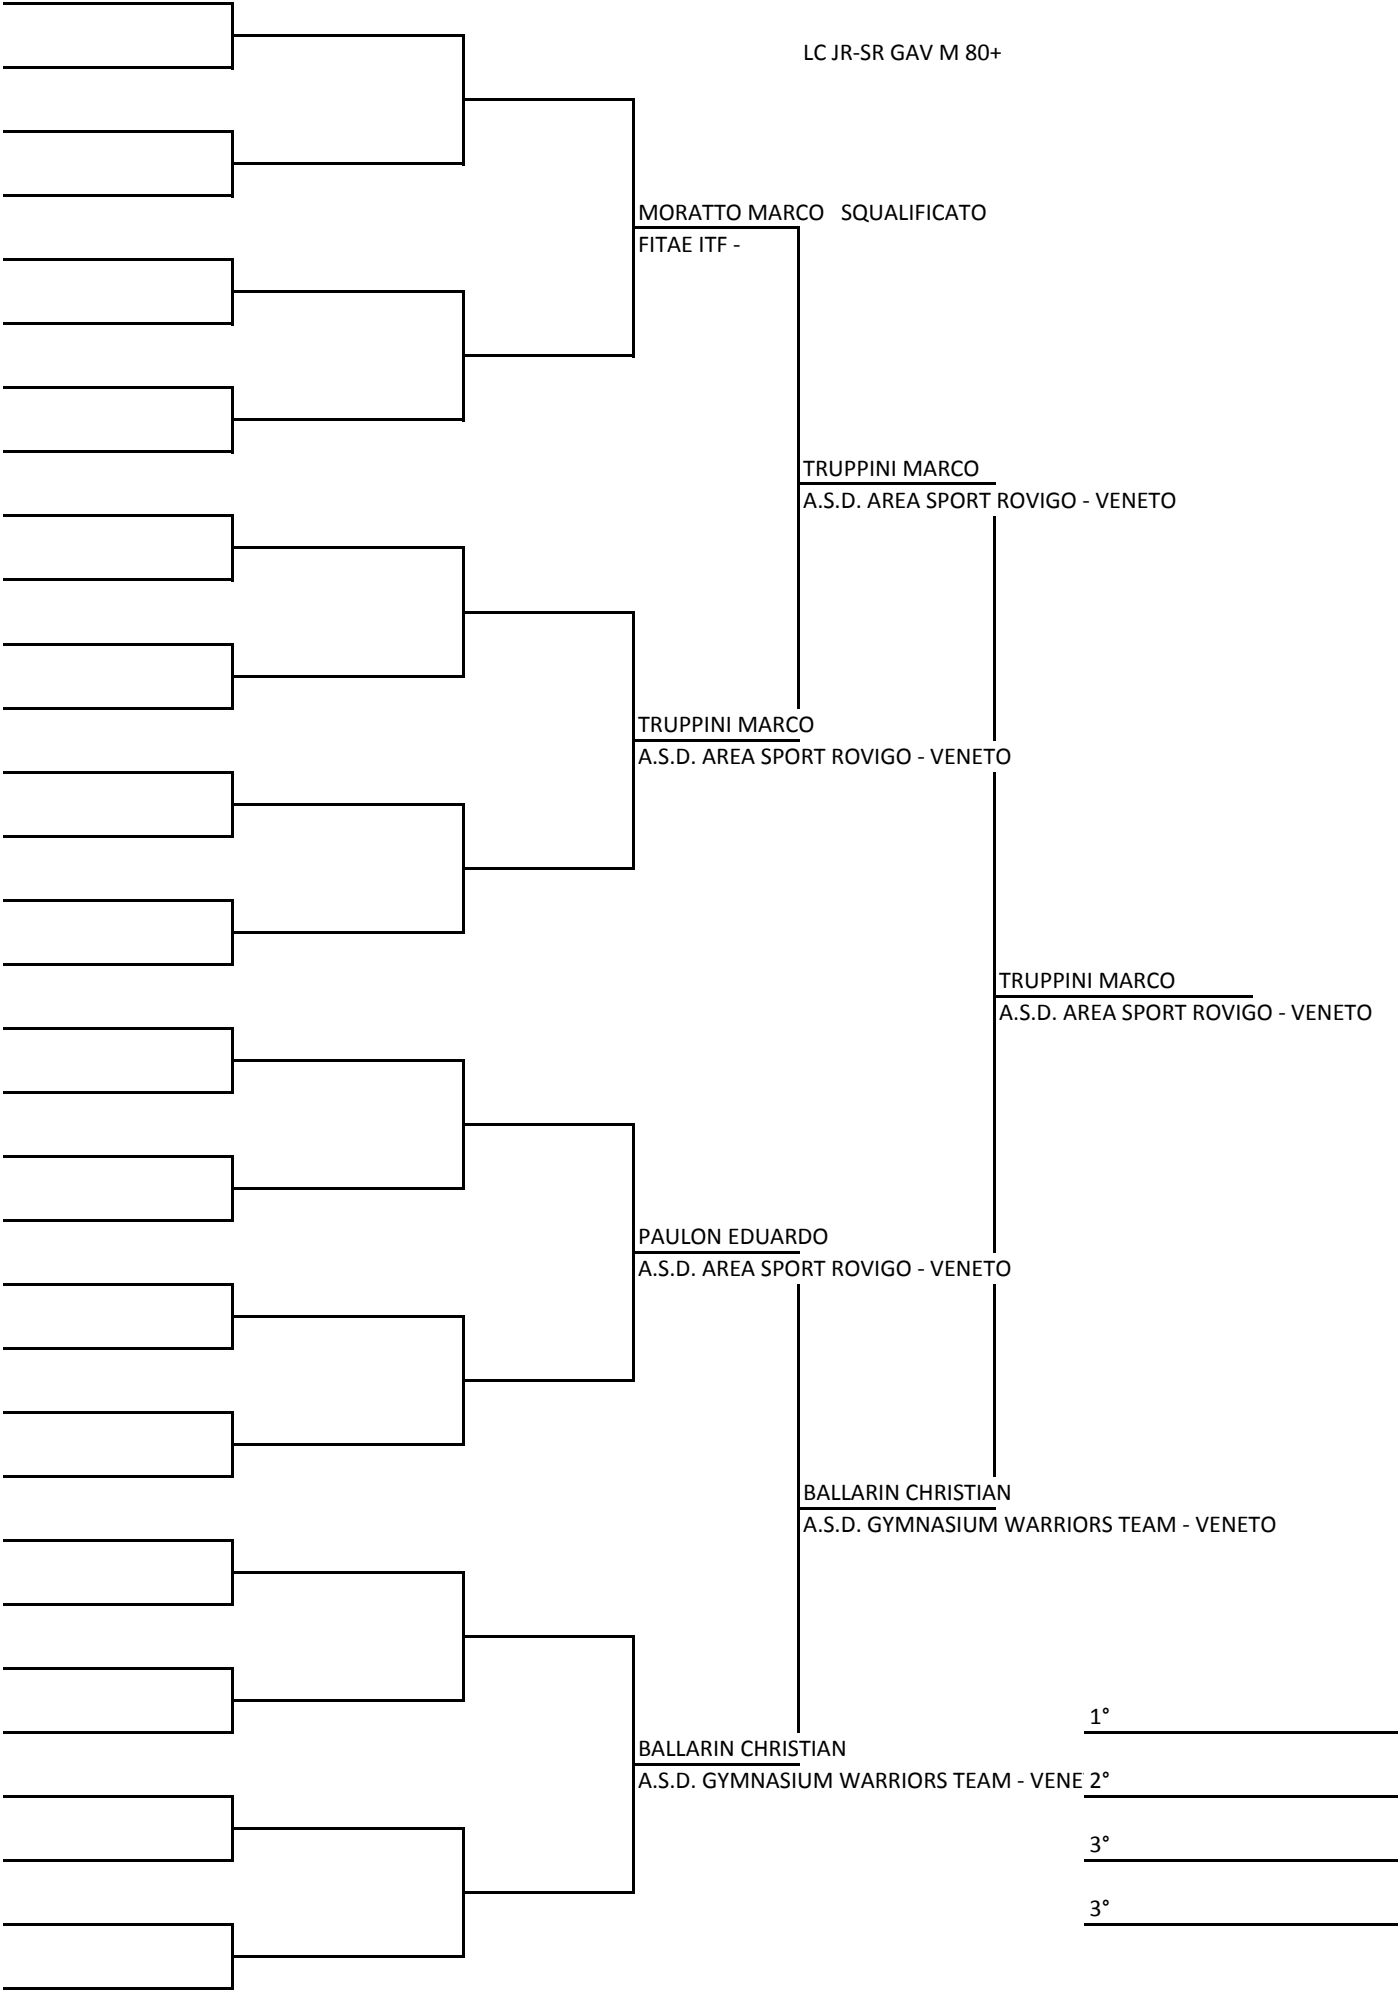 LC JR-SR GAV M 80+
MORATTO MARCO   SQUALIFICATO
FITAE ITF -
TRUPPINI MARCO
A.S.D. AREA SPORT ROVIGO - VENETO
TRUPPINI MARCO
A.S.D. AREA SPORT ROVIGO - VENETO
TRUPPINI MARCO
A.S.D. AREA SPORT ROVIGO - VENETO
PAULON EDUARDO
A.S.D. AREA SPORT ROVIGO - VENETO
BALLARIN CHRISTIAN
A.S.D. GYMNASIUM WARRIORS TEAM - VENETO
1°
BALLARIN CHRISTIAN
A.S.D. GYMNASIUM WARRIORS TEAM - VENE 2°
3°
3°